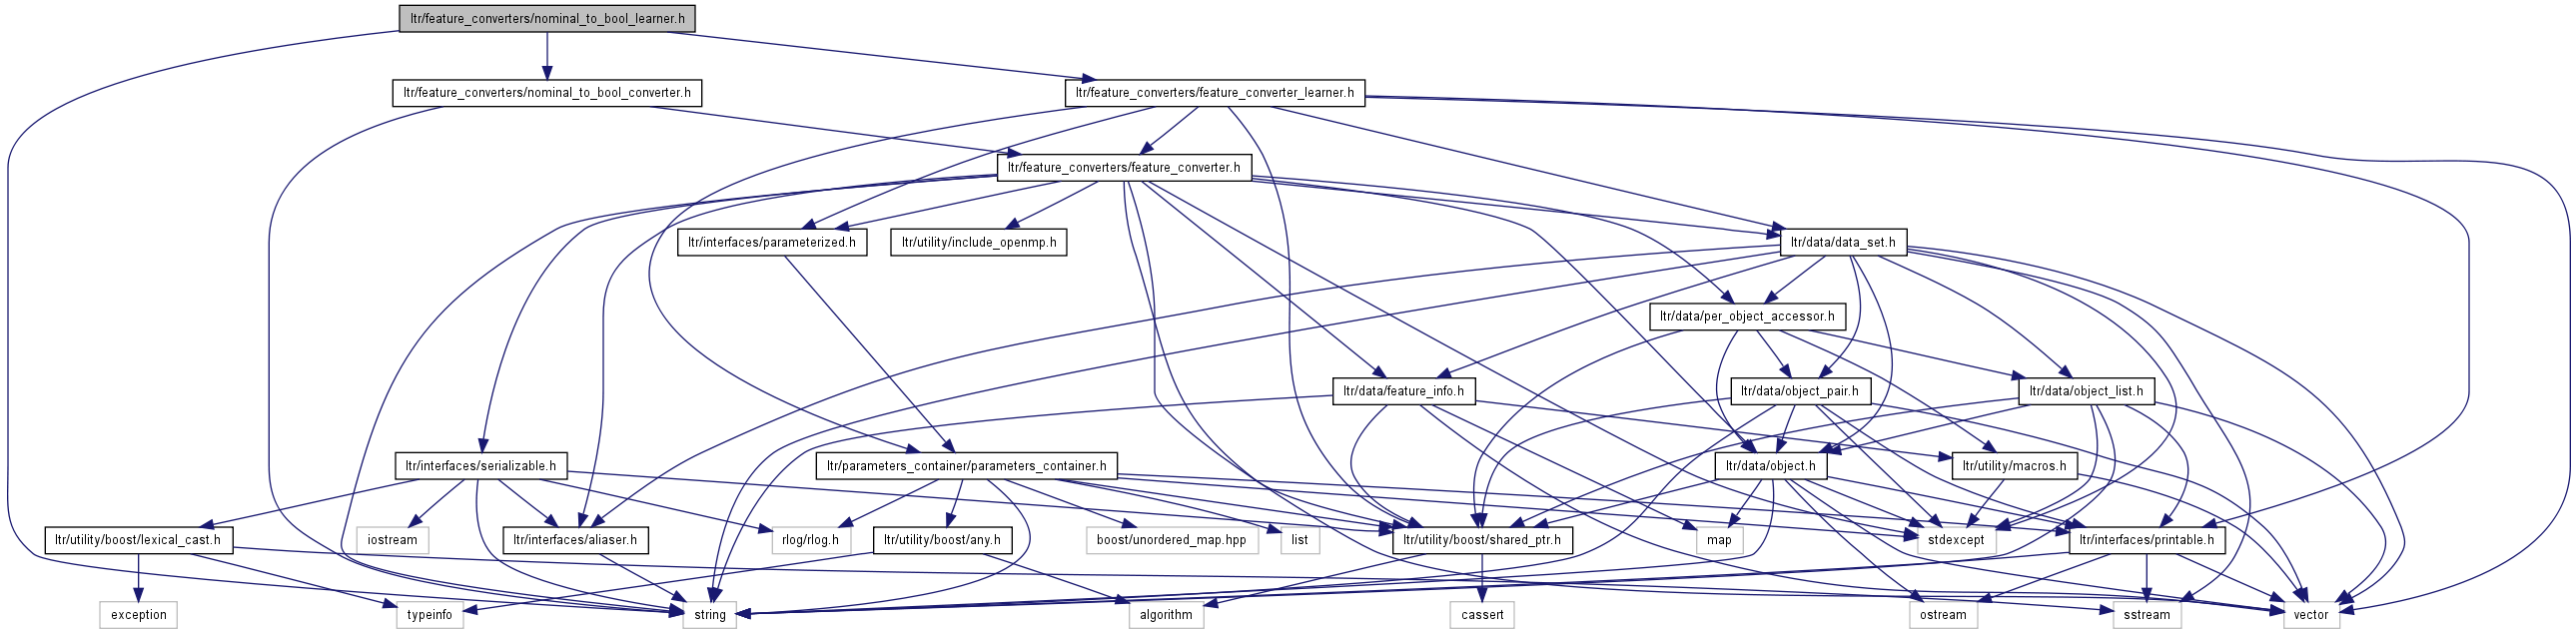 ltr/feature_converters/nominal_to_bool_learner.h
ltr/feature_converters/nominal_to_bool_converter.h
ltr/feature_converters/feature_converter_learner.h
ltr/feature_converters/feature_converter.h
ltr/interfaces/parameterized.h
ltr/utility/include_openmp.h
ltr/data/data_set.h
ltr/data/per_object_accessor.h
ltr/data/feature_info.h
ltr/data/object_pair.h
ltr/data/object_list.h
ltr/interfaces/serializable.h
ltr/parameters_container/parameters_container.h
ltr/data/object.h
ltr/utility/macros.h
ltr/utility/boost/lexical_cast.h
iostream
ltr/interfaces/aliaser.h
rlog/rlog.h
ltr/utility/boost/any.h
boost/unordered_map.hpp
list
ltr/utility/boost/shared_ptr.h
map
stdexcept
ltr/interfaces/printable.h
exception
typeinfo
string
algorithm
cassert
ostream
sstream
vector